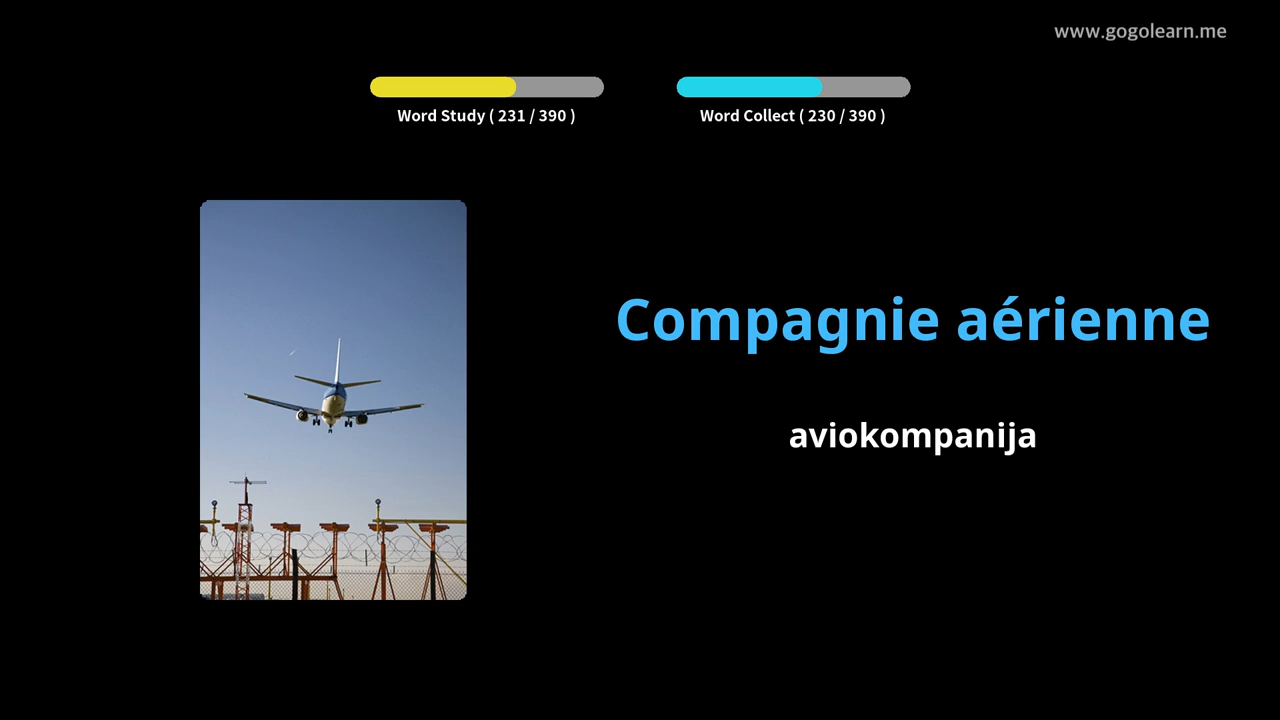 www.gogolearn.me
Word Study ( 231 / 390 )
Word Collect ( 230 / 390 )
Compagnie aérienne
aviokompanija